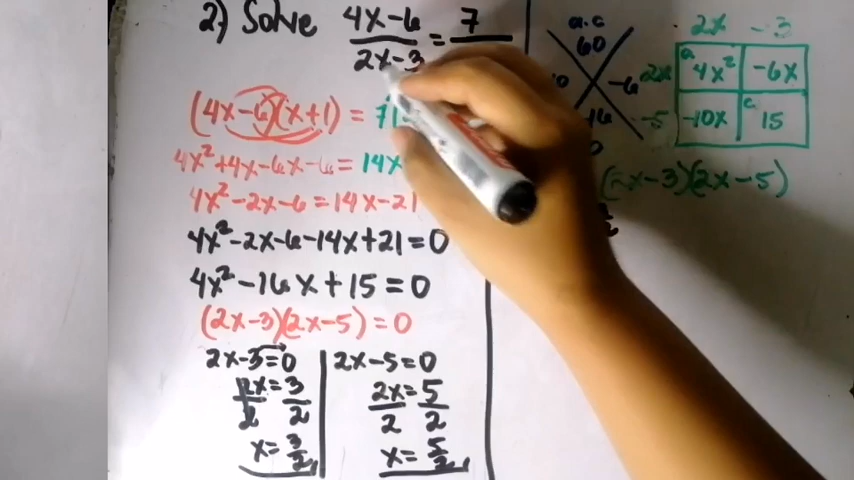 2) Solve 4x-6 / 2x-3 = 7
(4x-6)(x+1) = 7(
4x²+4x-6x-6 = 14x
4x²-2x-6 = 14x-21
4x²-2x-6-14x+21=0
4x²-16x+15=0
(2x-3)(2x-5)=0
2x-3=0
2x/2=3/2
x=3/2
2x-5=0
2x/2=5/2
x=5/2
a.c
60
-6
-16
2x -3
2x a 4x² -6x
-5 -10x c 15
(2x-3)(2x-5)